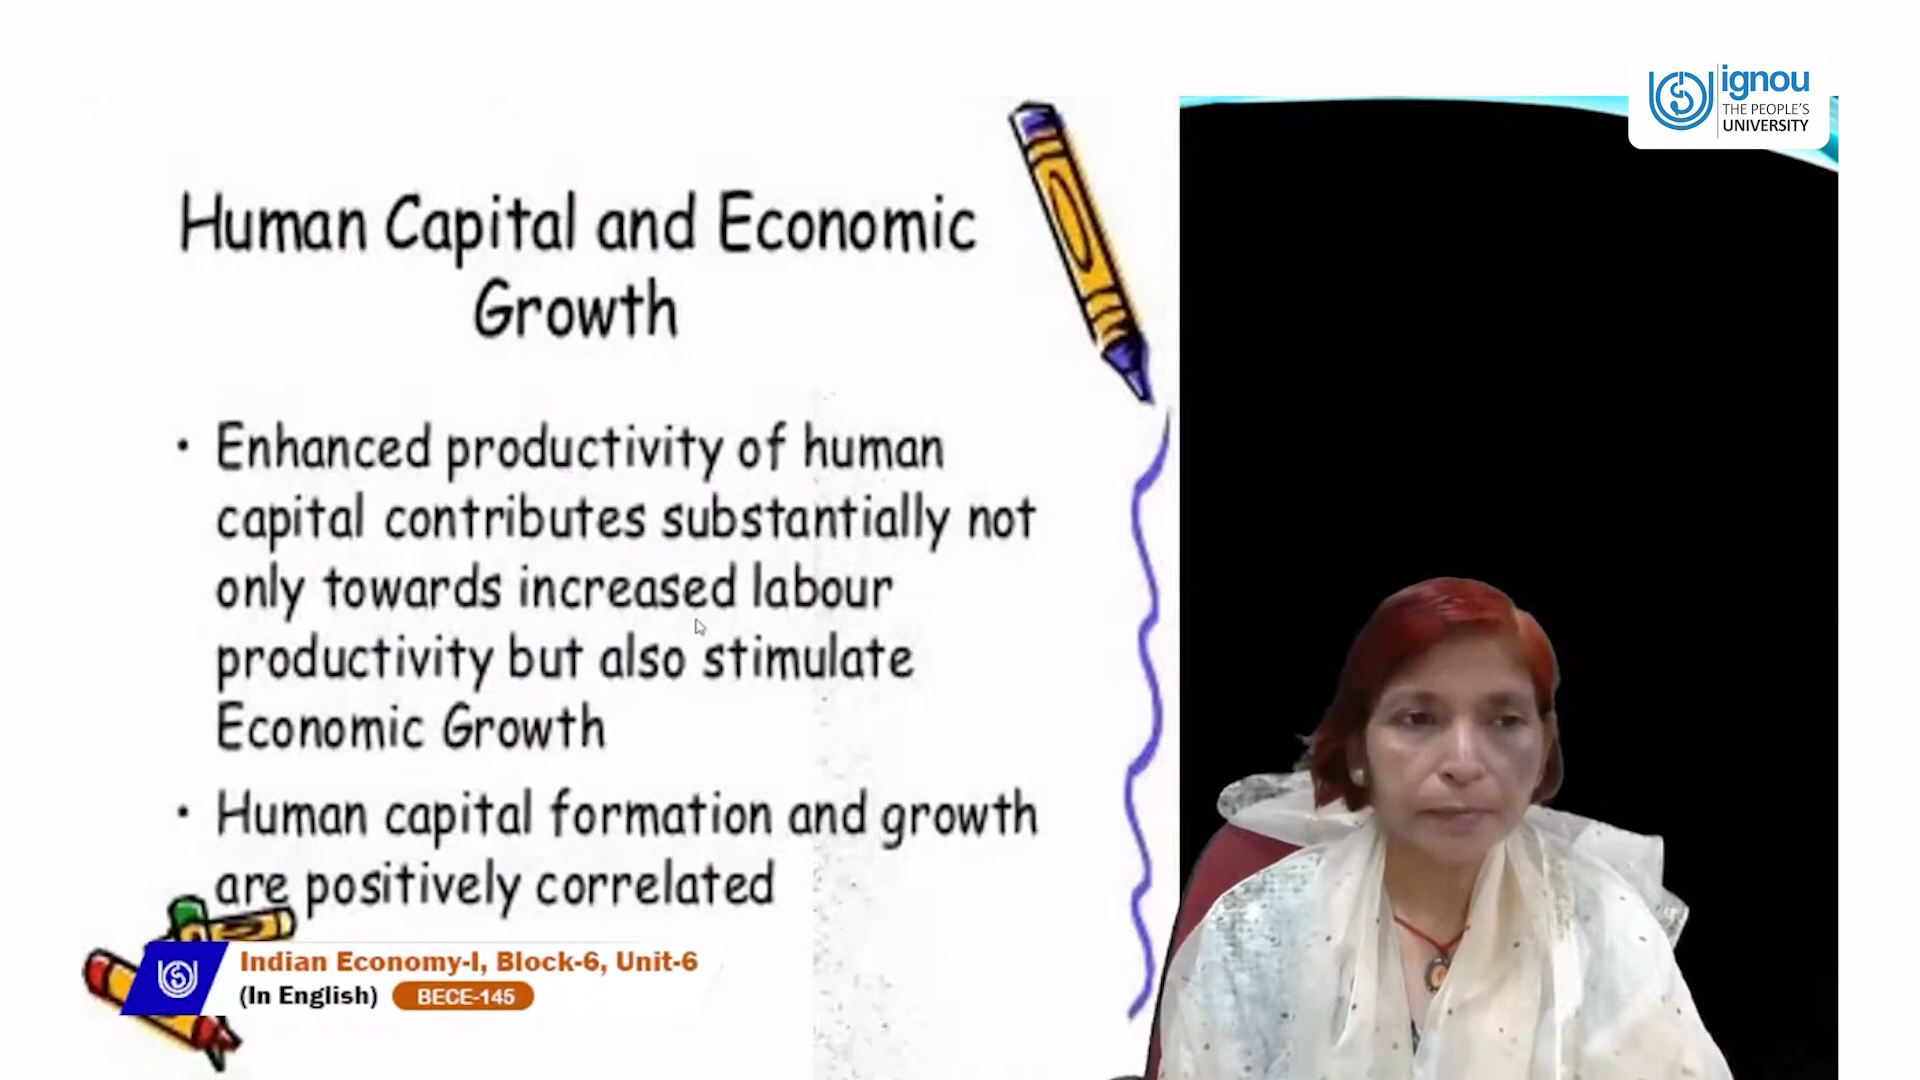 ignou
THE PEOPLE'S
UNIVERSITY
Human Capital and Economic
Growth
• Enhanced productivity of human
capital contributes substantially not
only towards increased labour
productivity but also stimulate
Economic Growth
• Human capital formation and growth
are positively correlated
Indian Economy-I, Block-6, Unit-6
(In English) BECE-145